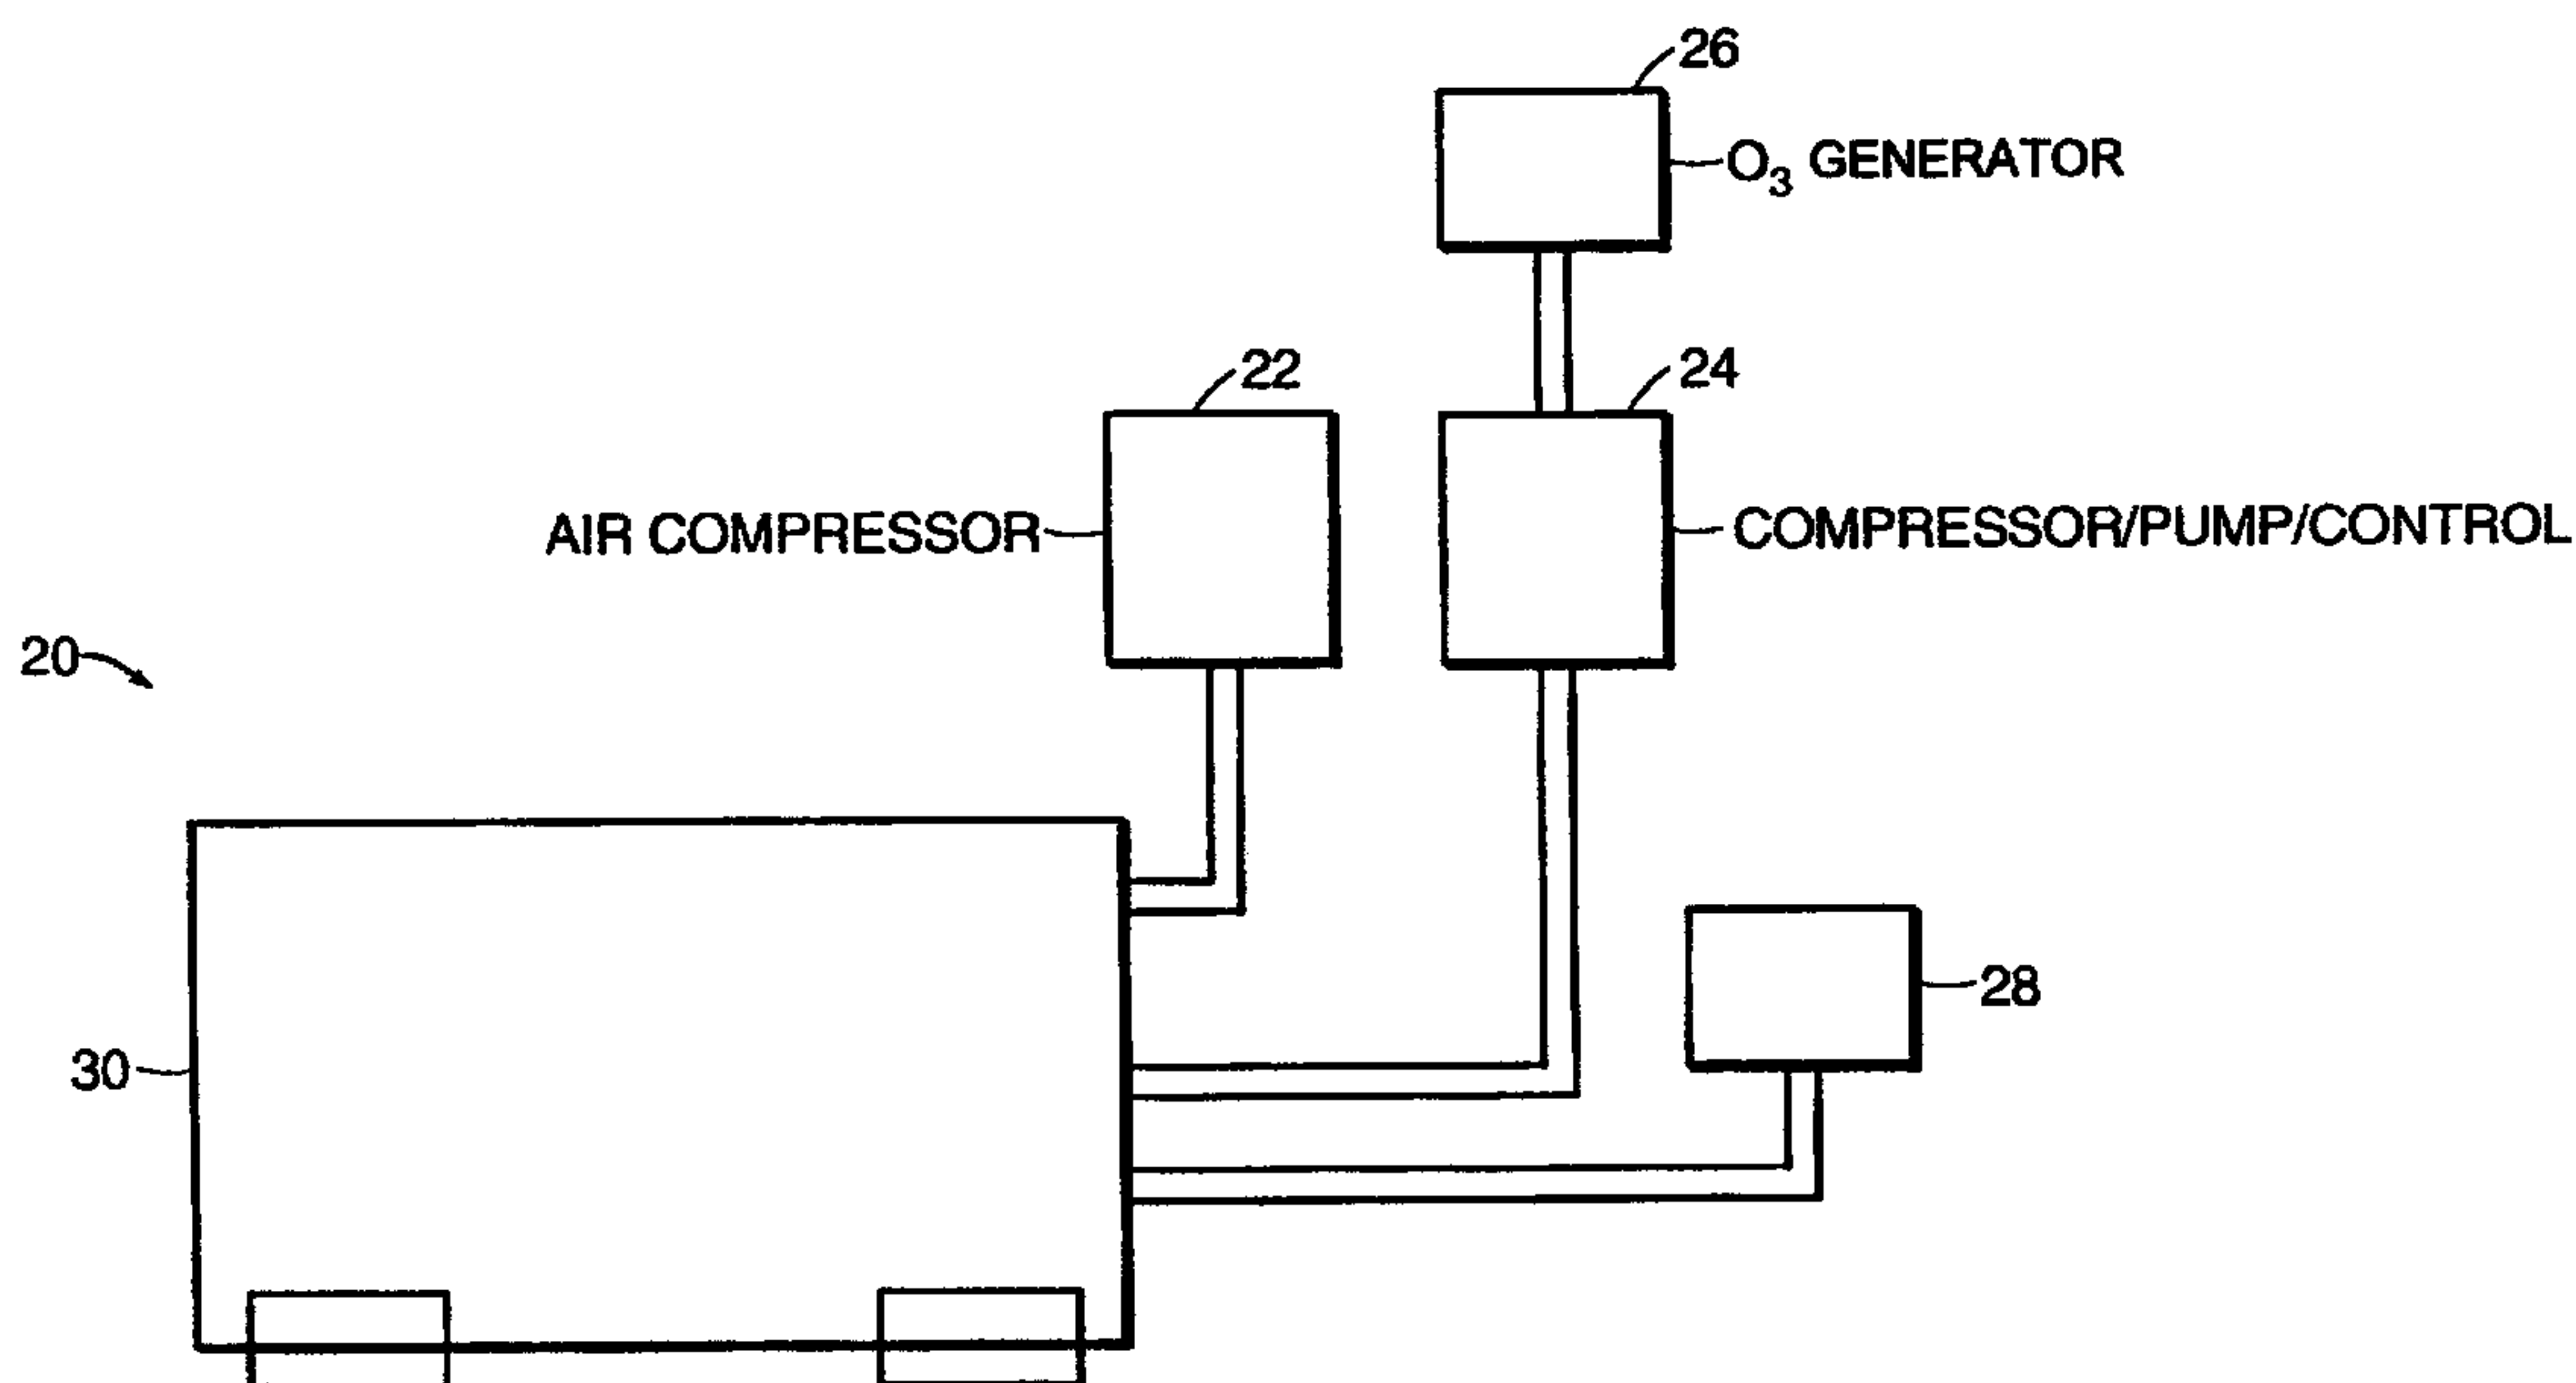 26
O₃ GENERATOR
22
24
AIR COMPRESSOR
COMPRESSOR/PUMP/CONTROL
20
28
30